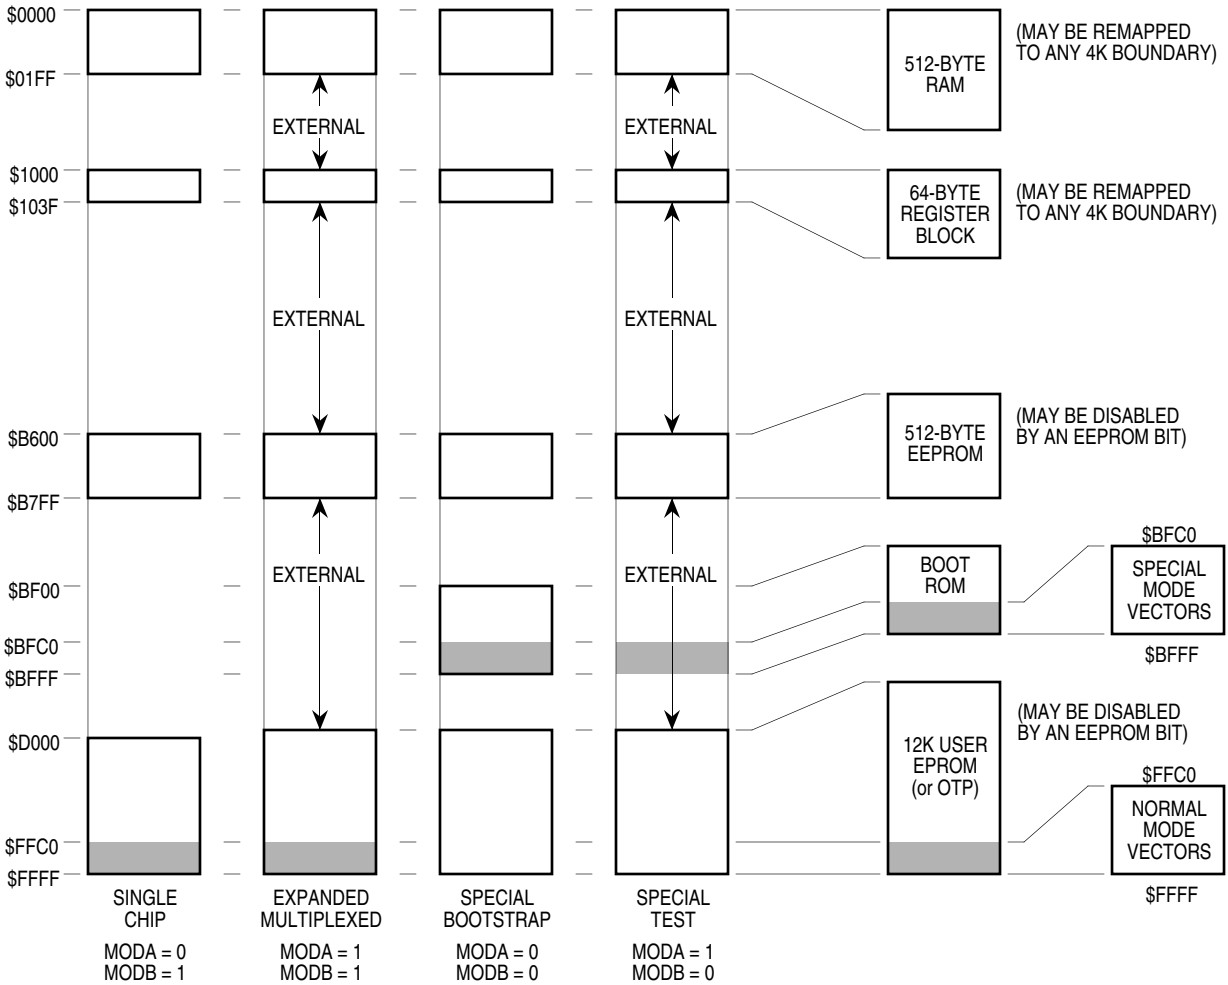 $0000
$01FF
$1000
$103F
$B600
$B7FF
$BF00
$BFC0
$BFFF
$D000
$FFC0
$FFFF
EXTERNAL
EXTERNAL
EXTERNAL
EXTERNAL
EXTERNAL
EXTERNAL
512-BYTE
RAM
(MAY BE REMAPPED
TO ANY 4K BOUNDARY)
64-BYTE
REGISTER
BLOCK
(MAY BE REMAPPED
TO ANY 4K BOUNDARY)
512-BYTE
EEPROM
(MAY BE DISABLED
BY AN EEPROM BIT)
BOOT
ROM
$BFC0
SPECIAL
MODE
VECTORS
$BFFF
12K USER
EPROM
(or OTP)
(MAY BE DISABLED
BY AN EEPROM BIT)
$FFC0
NORMAL
MODE
VECTORS
$FFFF
SINGLE
CHIP
MODA = 0
MODB = 1
EXPANDED
MULTIPLEXED
MODA = 1
MODB = 1
SPECIAL
BOOTSTRAP
MODA = 0
MODB = 0
SPECIAL
TEST
MODA = 1
MODB = 0